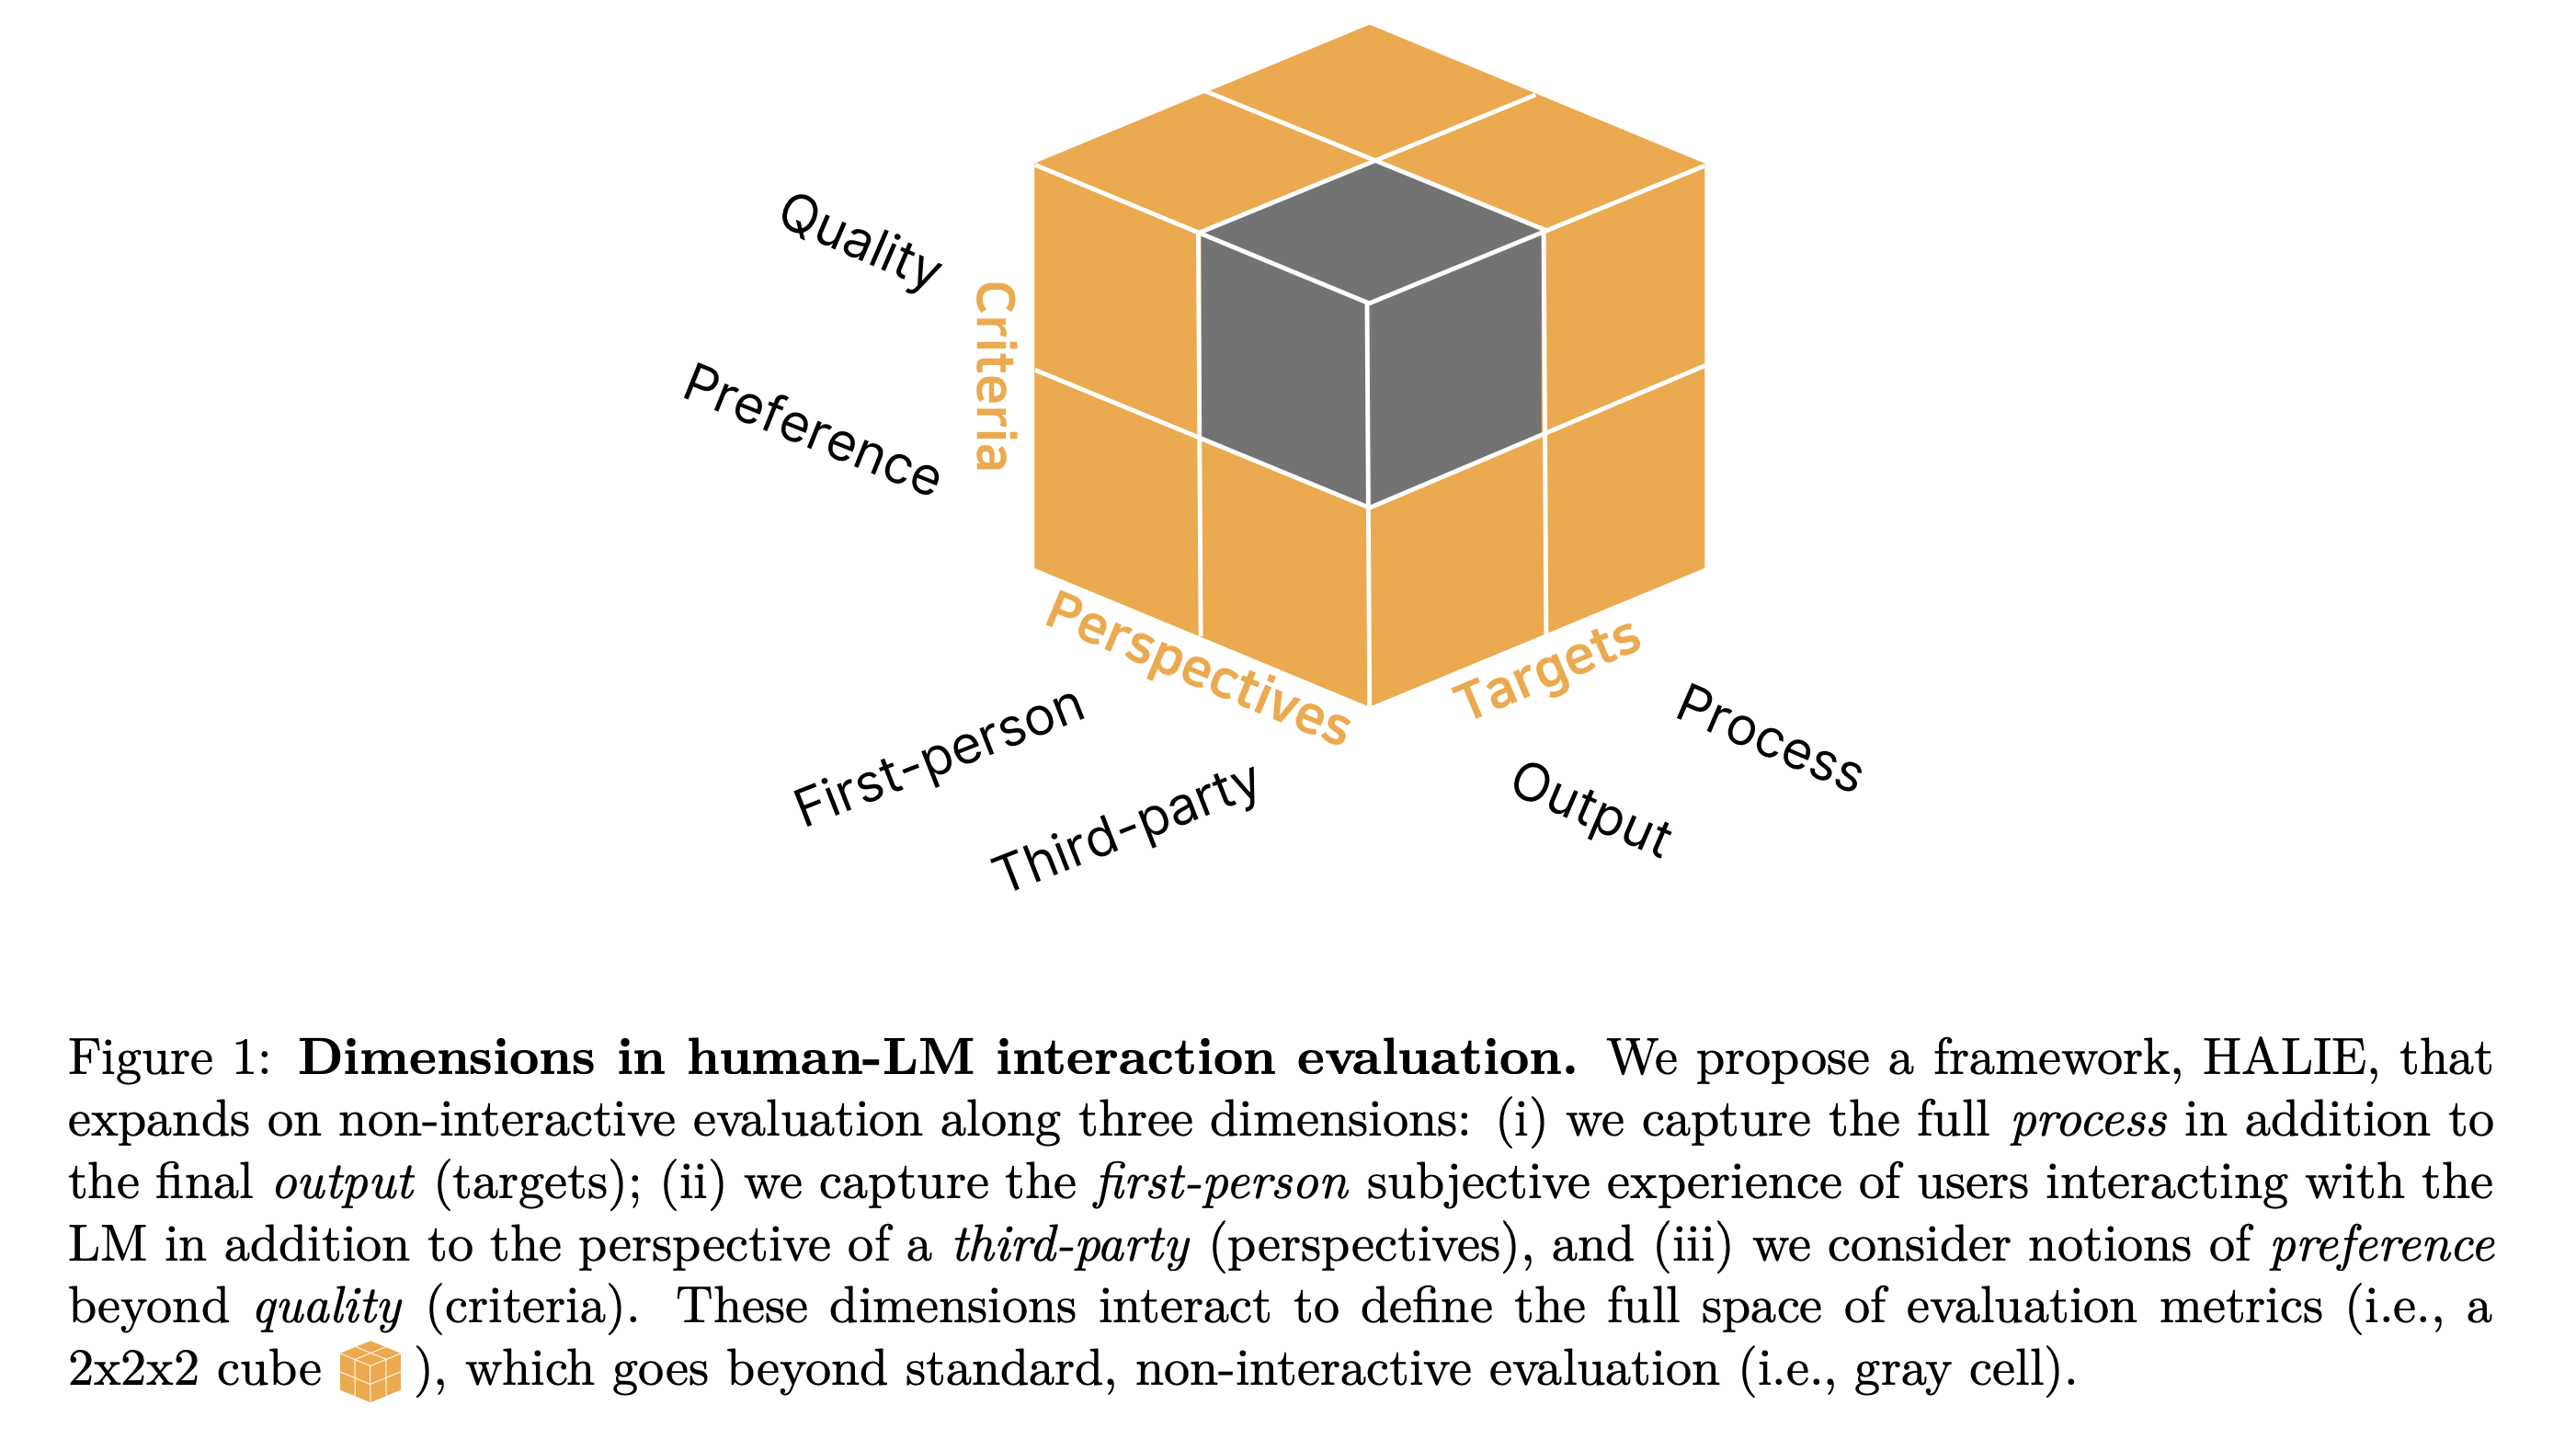 Quality
Criteria
Preference
Perspectives
Targets
First-person
Process
Third-party
Output
Figure 1: Dimensions in human-LM interaction evaluation. We propose a framework, HALIE, that
expands on non-interactive evaluation along three dimensions: (i) we capture the full process in addition to
the final output (targets); (ii) we capture the first-person subjective experience of users interacting with the
LM in addition to the perspective of a third-party (perspectives), and (iii) we consider notions of preference
beyond quality (criteria). These dimensions interact to define the full space of evaluation metrics (i.e., a
2x2x2 cube ), which goes beyond standard, non-interactive evaluation (i.e., gray cell).